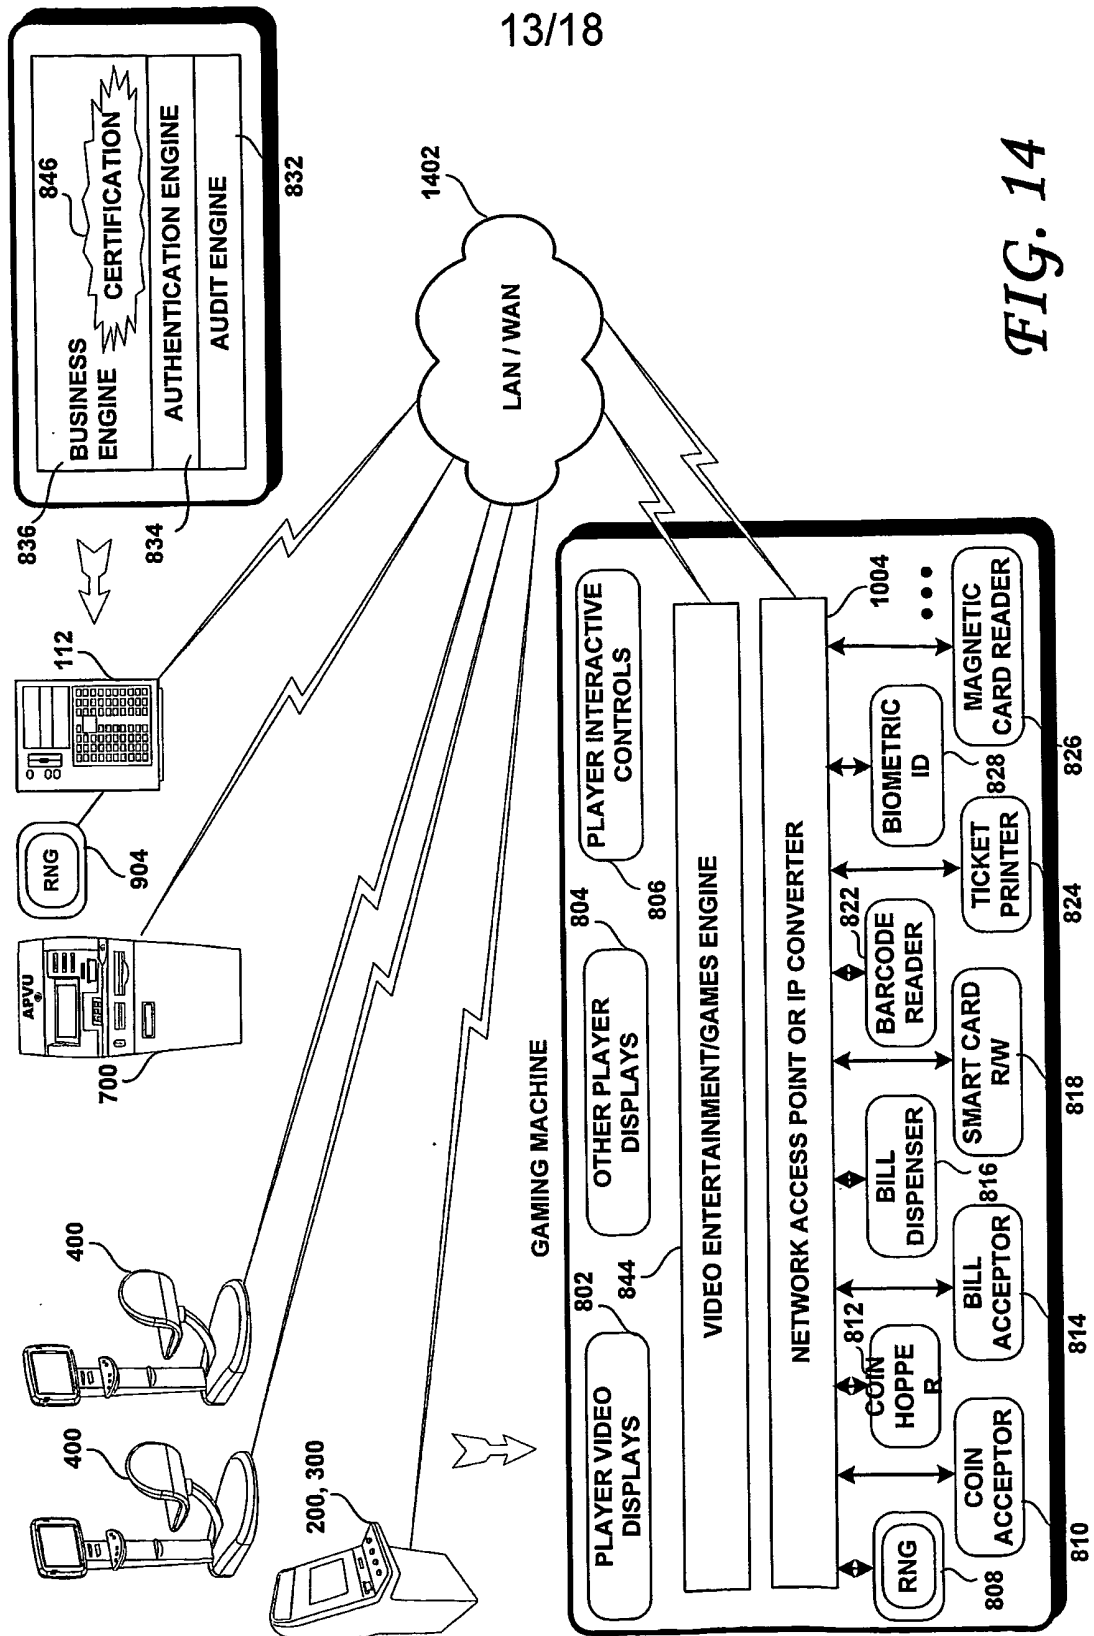 13/18
836
BUSINESS
ENGINE
846
CERTIFICATION
834
AUTHENTICATION ENGINE
AUDIT ENGINE
832
112
RNG
904
APVU
®
700
400
400
200, 300
1402
LAN / WAN
GAMING MACHINE
802
PLAYER VIDEO
DISPLAYS
804
OTHER PLAYER
DISPLAYS
PLAYER INTERACTIVE
CONTROLS
806
844
VIDEO ENTERTAINMENT/GAMES ENGINE
NETWORK ACCESS POINT OR IP CONVERTER
1004
RNG
808
COIN
ACCEPTOR
810
812
COIN
HOPPE
R
BILL
ACCEPTOR
814
BILL
DISPENSER
816
SMART CARD
R/W
818
822
BARCODE
READER
TICKET
PRINTER
824
BIOMETRIC
ID
828
MAGNETIC
CARD READER
826
•••
FIG. 14